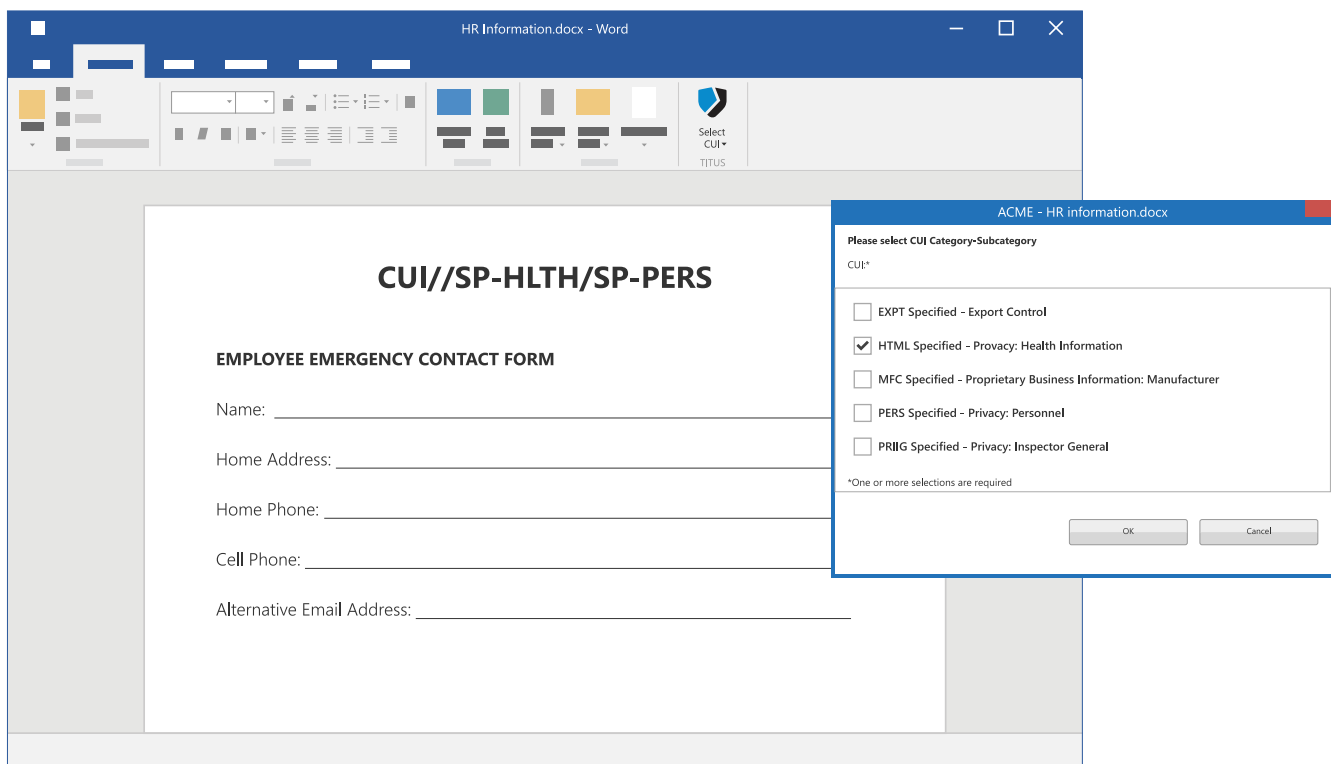 HR Information.docx - Word
Select
CUI
TITUS
CUI//SP-HLTH/SP-PERS
EMPLOYEE EMERGENCY CONTACT FORM
Name:
Home Address:
Home Phone:
Cell Phone:
Alternative Email Address:
ACME - HR information.docx
Please select CUI Category-Subcategory
CUI:*
EXPT Specified - Export Control
HTML Specified - Provacy: Health Information
MFC Specified - Proprietary Business Information: Manufacturer
PERS Specified - Privacy: Personnel
PRIIG Specified - Privacy: Inspector General
*One or more selections are required
OK
Cancel